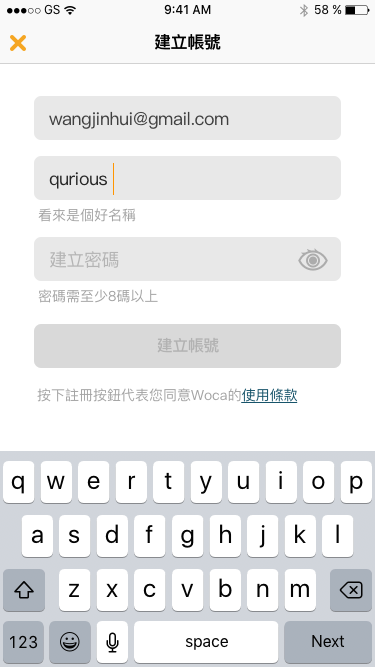 GS 9:41 AM 58 %
建立帳號
wangjinhui@gmail.com
qurious
看來是個好名稱
建立密碼
密碼需至少8碼以上
建立帳號
按下註冊按鈕代表您同意Woca的使用條款
q w e r t y u i o p
a s d f g h j k l
z x c v b n m
123 space Next